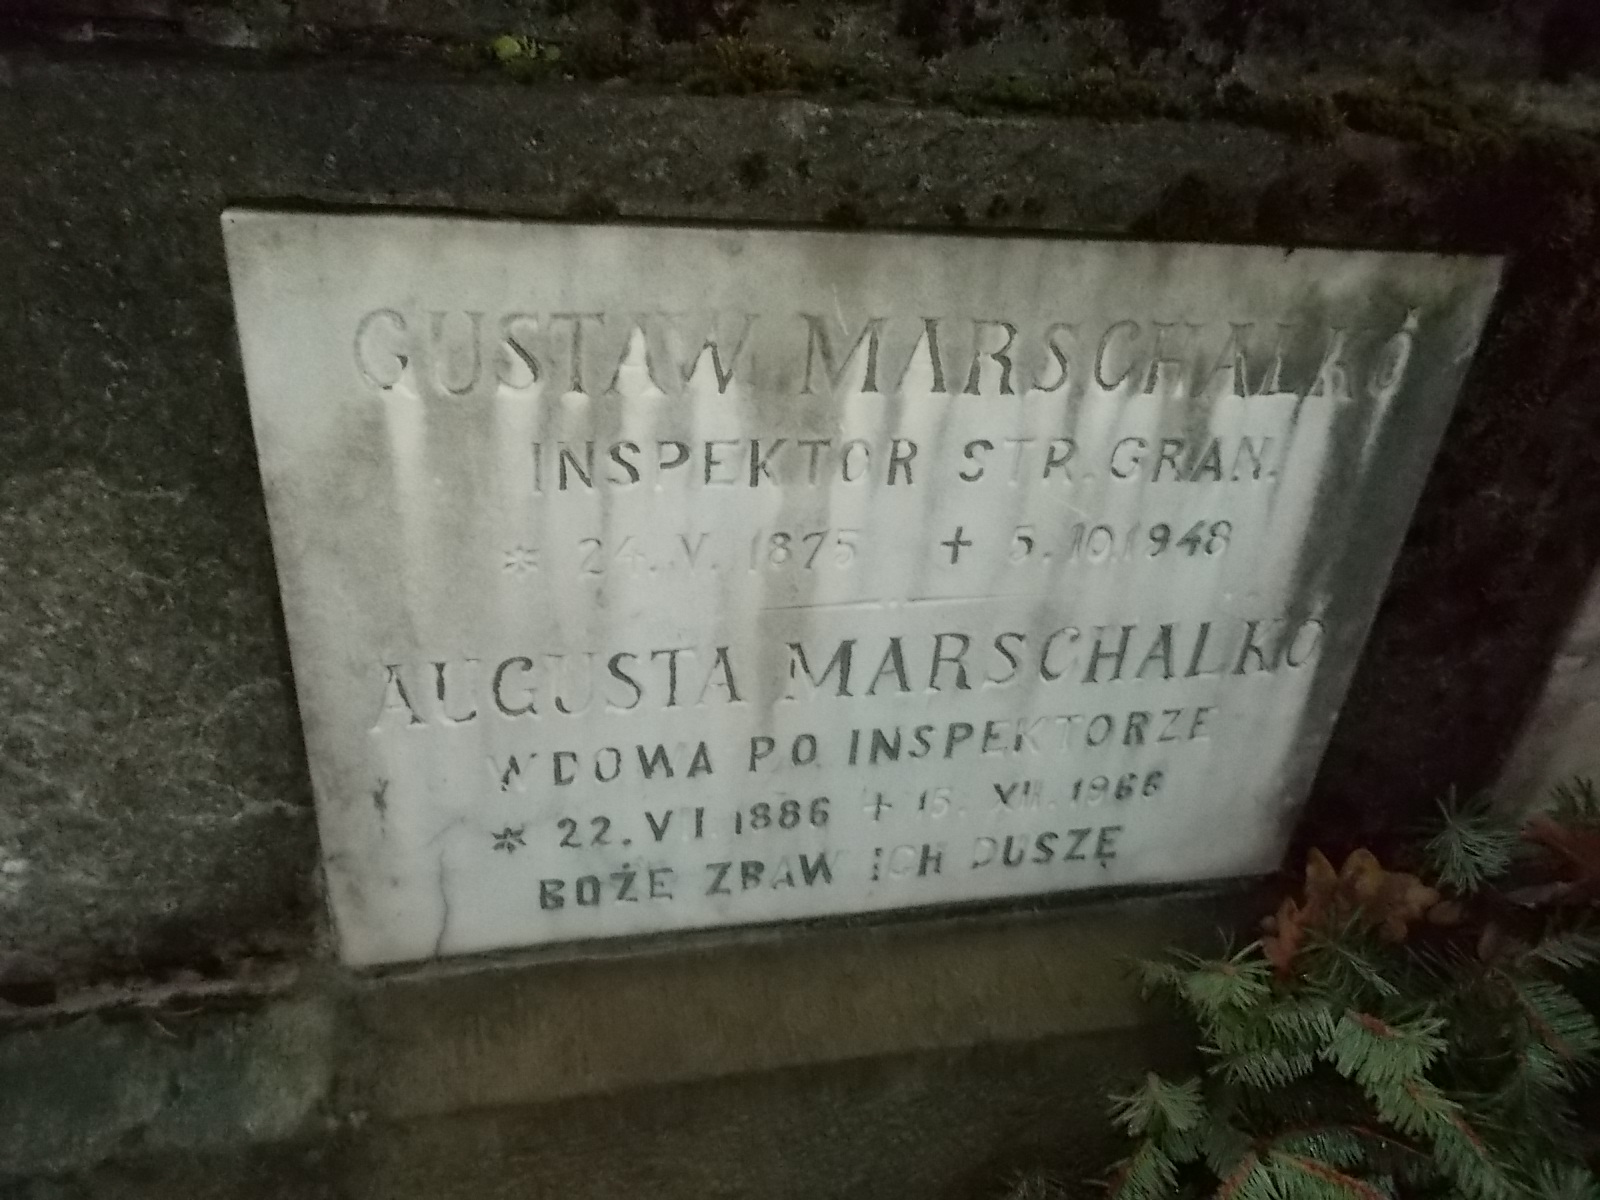 GUSTAW MARSCHALKÓ
INSPEKTOR STR. GRAN.
* 24. V. 1875 + 5. 10. 1948
AUGUSTA MARSCHALKÓ
WDOWA PO INSPEKTORZE
* 22. VI 1886 + 15. XII. 1966
BOŻE ZBAW ICH DUSZĘ